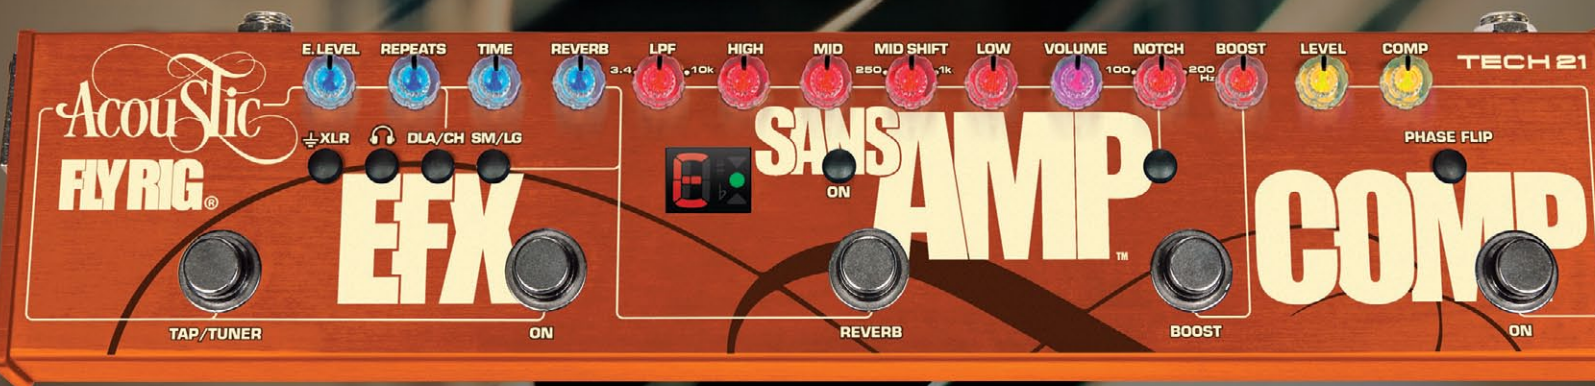 E. LEVEL REPEATS TIME REVERB LPF HIGH MID MID SHIFT LOW VOLUME NOTCH BOOST LEVEL COMP
3.4 10k 250 1k 100 200 Hz
TECH 21
AcousTic
FLY RIG®
XLR DLA/CH SM/LG
EFX
E ♭
SANS
AMP™
ON
PHASE FLIP
COMP
TAP/TUNER ON REVERB BOOST ON